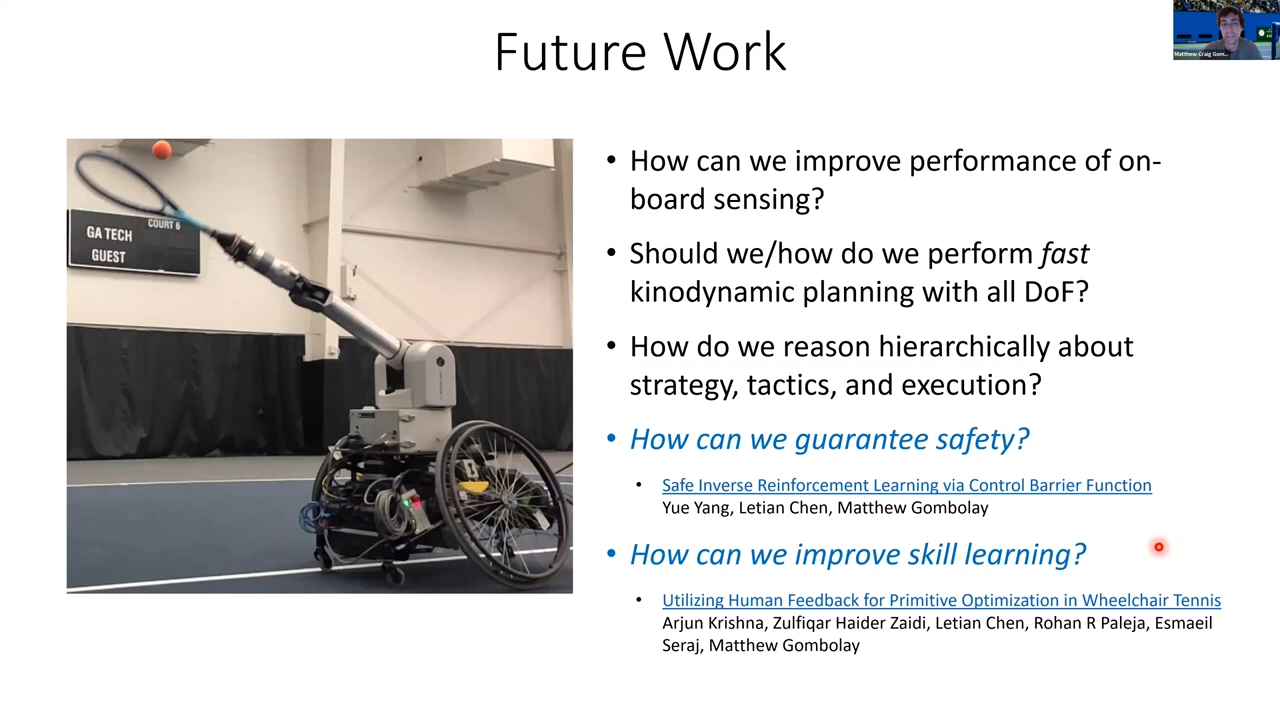 Future Work
Matthew Craig Gom...
GA TECH
COURT 6
GUEST
• How can we improve performance of on-
board sensing?
• Should we/how do we perform fast
kinodynamic planning with all DoF?
• How do we reason hierarchically about
strategy, tactics, and execution?
• How can we guarantee safety?
• Safe Inverse Reinforcement Learning via Control Barrier Function
Yue Yang, Letian Chen, Matthew Gombolay
• How can we improve skill learning?
• Utilizing Human Feedback for Primitive Optimization in Wheelchair Tennis
Arjun Krishna, Zulfiqar Haider Zaidi, Letian Chen, Rohan R Paleja, Esmaeil
Seraj, Matthew Gombolay